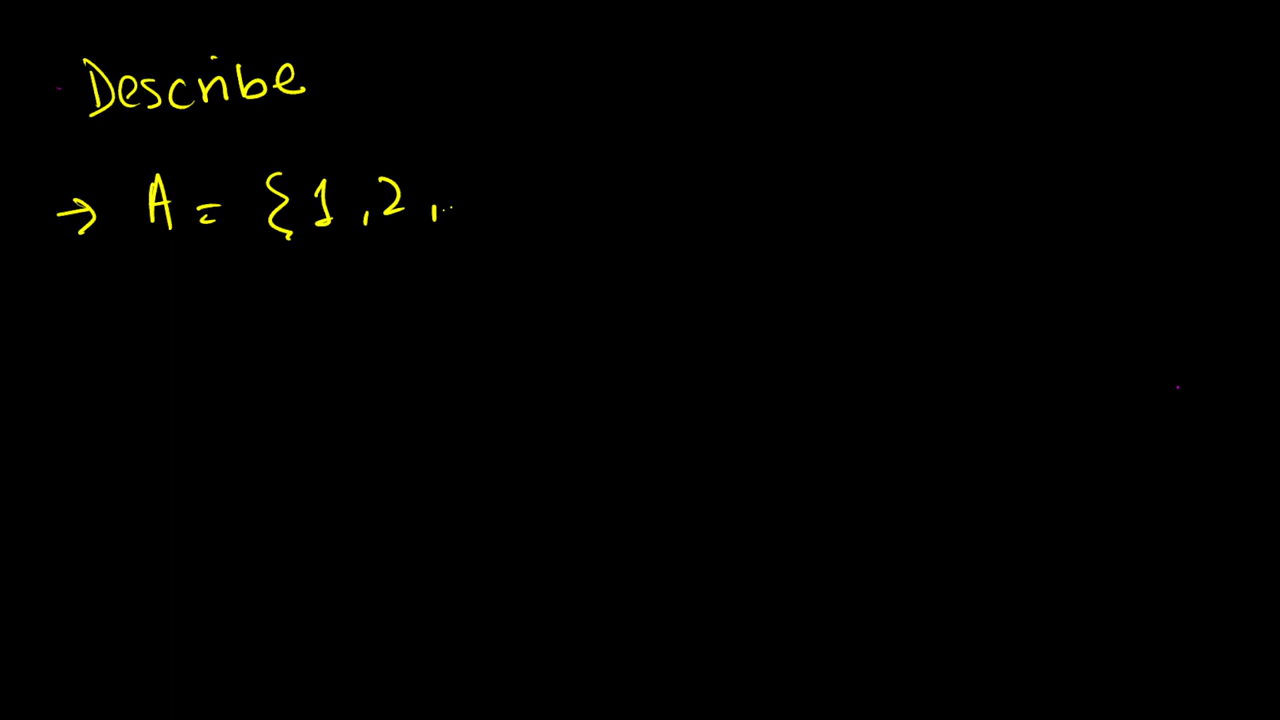 Describe
→ A = {1, 2, ..